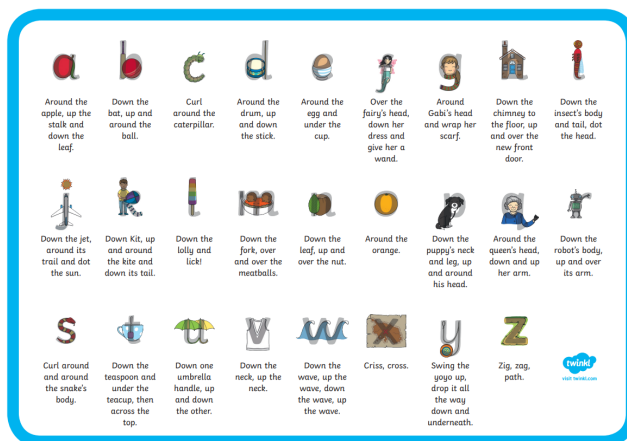 Around the
apple, up the
stalk and
down the
leaf.
Down the
bat, up and
around the
ball.
Curl
around the
caterpillar.
Around the
drum, up
and down
the stick.
Around the
egg and
under the
cup.
Over the
fairy's head,
down her
dress and
give her a
wand.
Around
Gabi's head
and wrap her
scarf.
Down the
chimney to
the floor, up
and over the
new front
door.
Down the
insect's body
and tail, dot
the head.
Down the jet,
around its
trail and dot
the sun.
Down Kit, up
and around
the kite and
down its tail.
Down the
lolly and
lick!
Down the
fork, over
and over the
meatballs.
Down the
leaf, up and
over the nut.
Around the
orange.
Down the
puppy's neck
and leg, up
and around
his head.
Around the
queen's head,
down and up
her arm.
Down the
robot's body,
up and over
its arm.
Curl around
and around
the snake's
body.
Down the
teaspoon and
under the
teacup, then
across the
top.
Down one
umbrella
handle, up
and down
the other.
Down the
neck, up the
neck.
Down the
wave, up the
wave, down
the wave, up
the wave.
Criss, cross.
Swing the
yoyo up,
drop it all
the way
down and
underneath.
Zig, zag,
path.
twinkl
visit twinkl.com